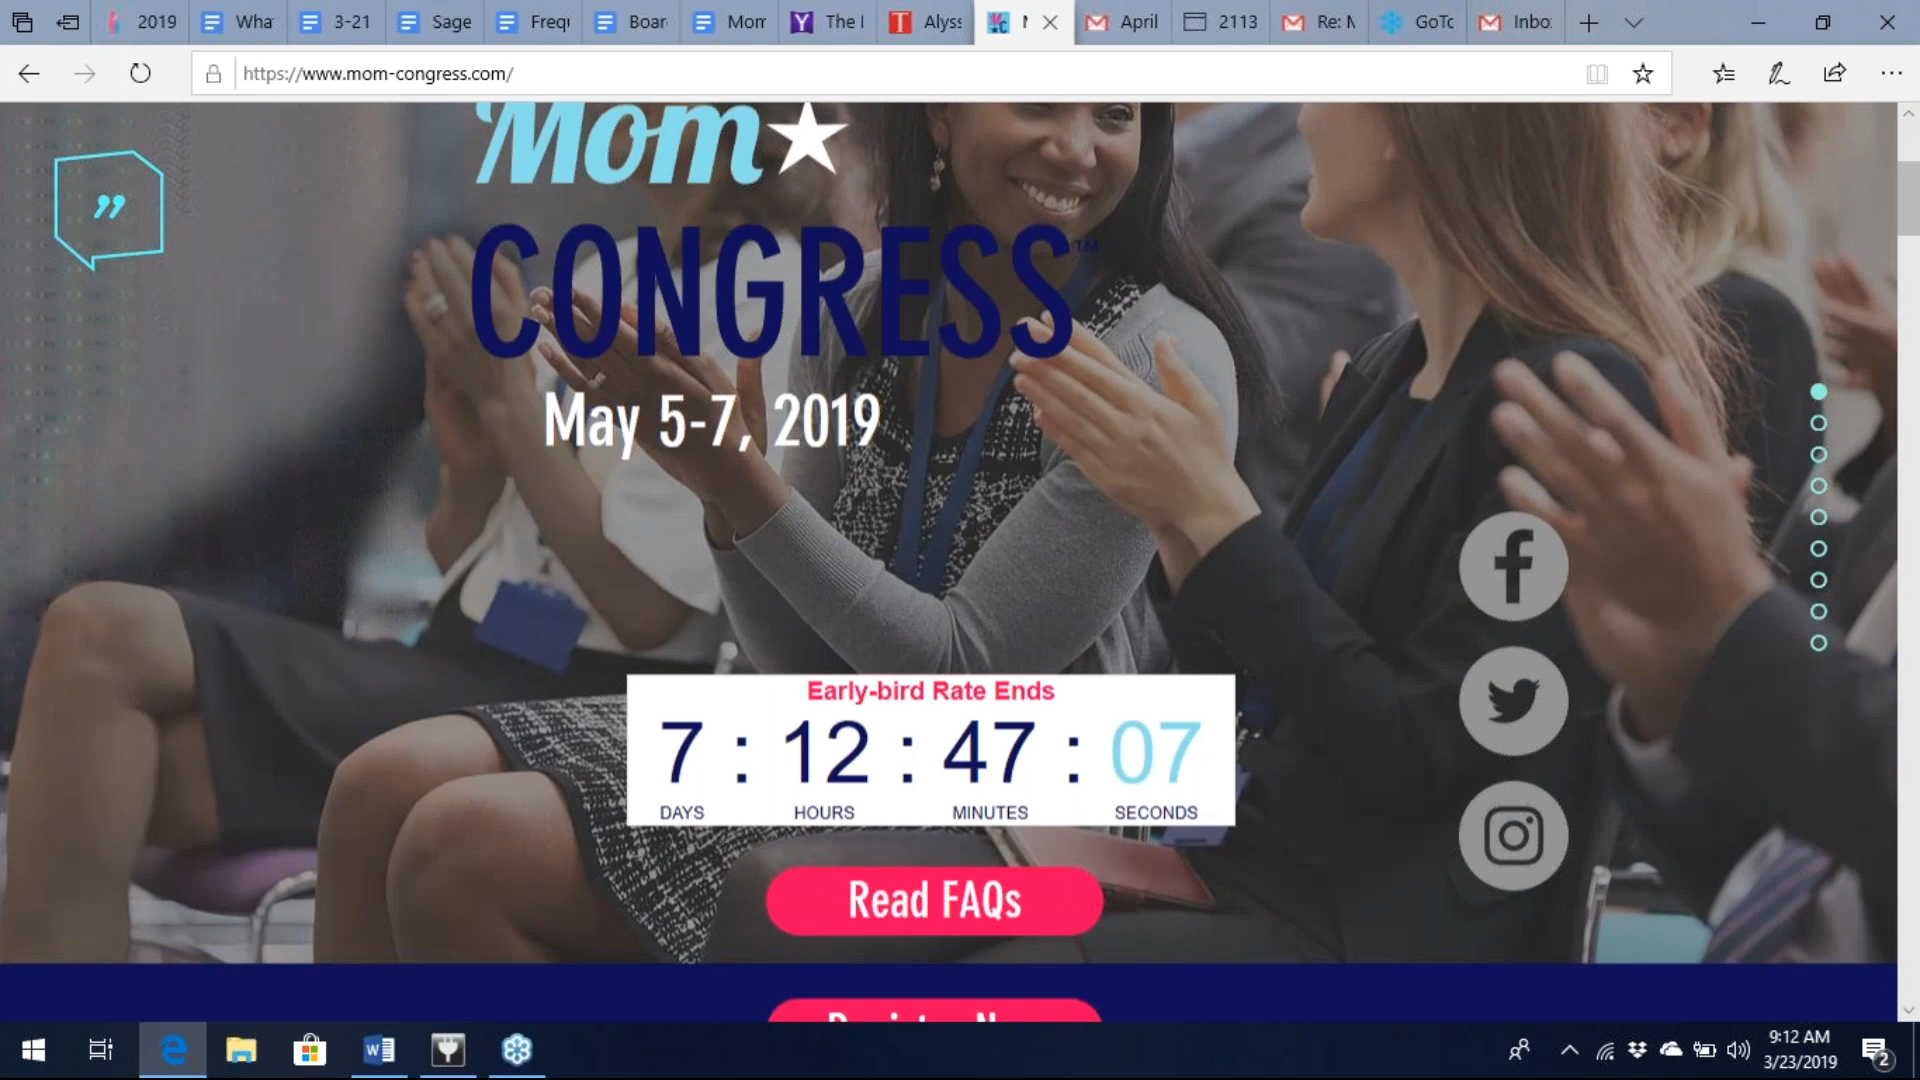 2019
Wha
3-21
Sage
Freq
Boar
Mom
The I
Alyss
April
2113
Re: M
GoTo
Inbo
https://www.mom-congress.com/
Mom
CONGRESS™
May 5-7, 2019
Early-bird Rate Ends
7 : 12 : 47 : 07
DAYS HOURS MINUTES SECONDS
Read FAQs
9:12 AM
3/23/2019
2